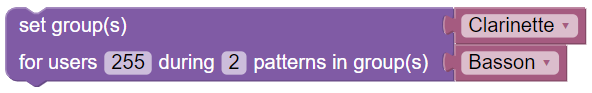 set group(s) Clarinette
for users 255 during 2 patterns in group(s) Basson